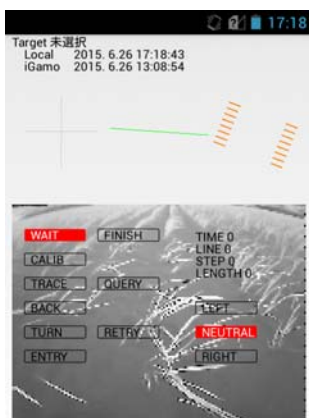 17:18
Target 未選択
Local 2015. 6.26 17:18:43
iGamo 2015. 6.26 13:08:54
WAIT FINISH TIME 0
LINE 0
CALIB STEP 0
LENGTH 0
TRACE QUERY
BACK LEFT
TURN RETRY NEUTRAL
ENTRY RIGHT